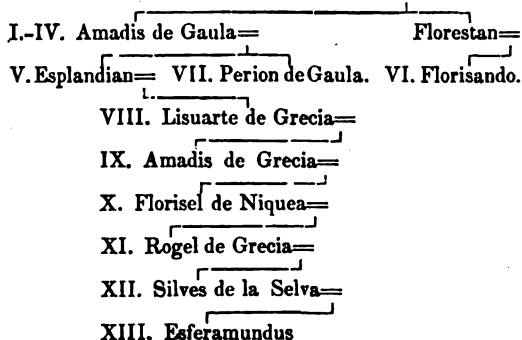 I.-IV. Amadis de Gaula= Florestan=
V. Esplandian= VII. Perion de Gaula. VI. Florisando.
VIII. Lisuarte de Grecia=
IX. Amadis de Grecia=
X. Florisel de Niquea=
XI. Rogel de Grecia=
XII. Silves de la Selva=
XIII. Esferamundus